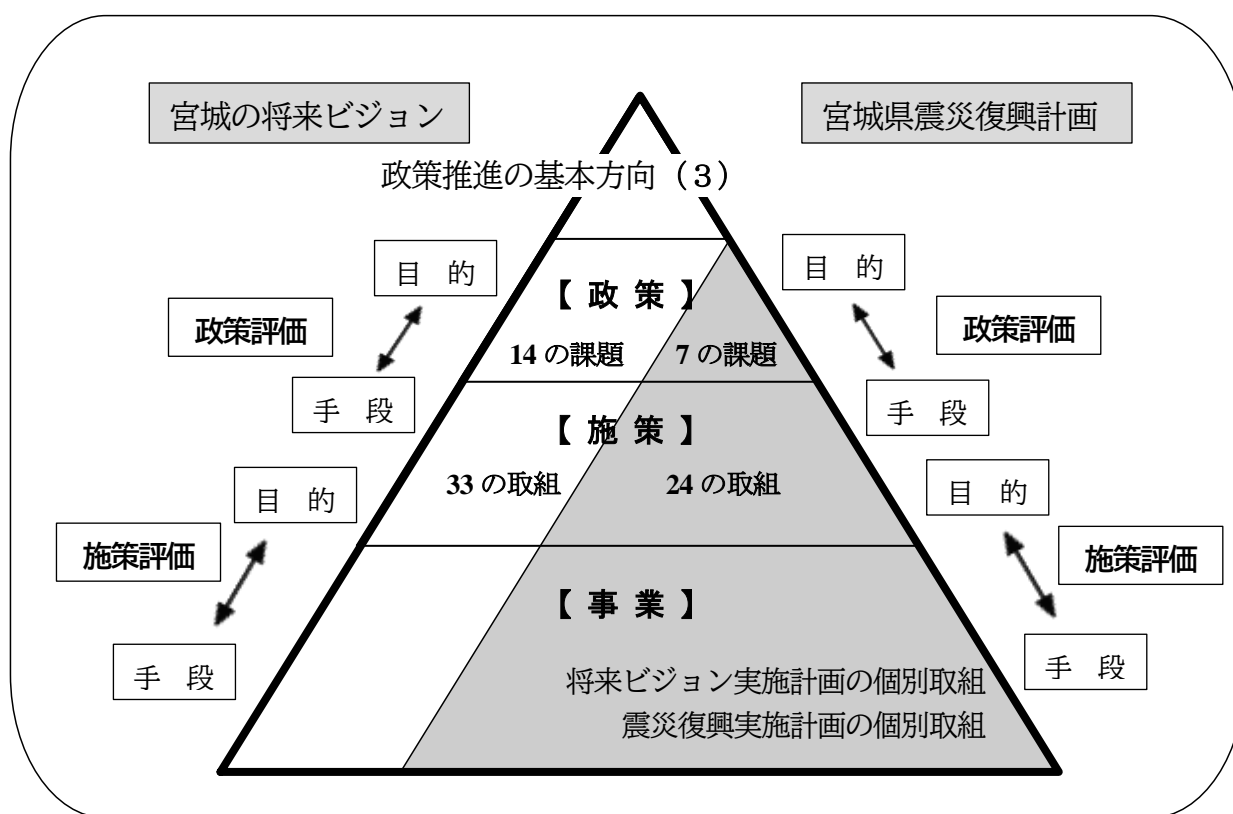 宮城の将来ビジョン
宮城県震災復興計画
政策推進の基本方向（３）
目　的
目　的
【 政 策 】
政策評価
政策評価
14 の課題
7 の課題
手　段
手　段
【 施 策 】
33 の取組
24 の取組
目　的
目　的
施策評価
施策評価
【 事 業 】
手　段
手　段
将来ビジョン実施計画の個別取組
震災復興実施計画の個別取組